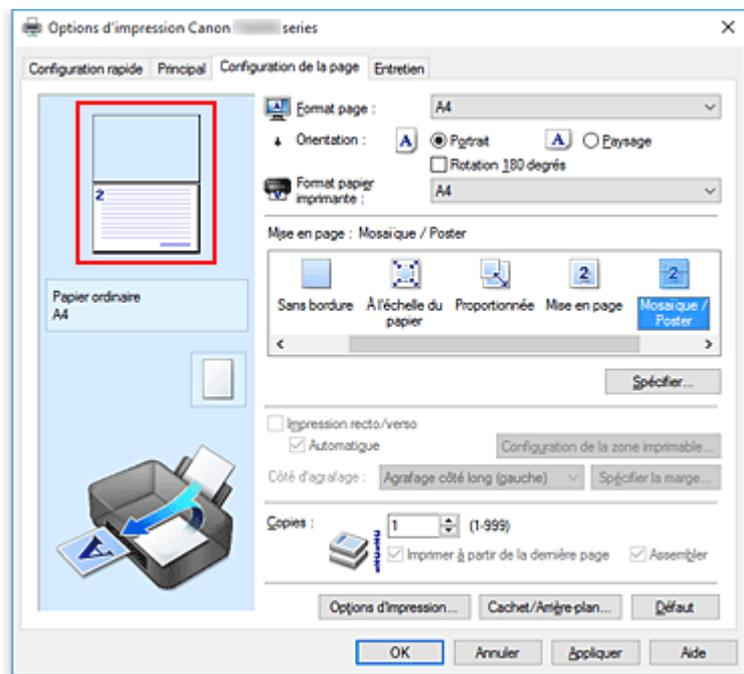 Options d'impression Canon series
Configuration rapide Principal Configuration de la page Entretien
2
Papier ordinaire
A4
Format page : A4
Orientation : A Portrait A Paysage
Rotation 180 degrés
Format papier
imprimante : A4
Mise en page : Mosaïque / Poster
2 2
Sans bordure À l'échelle du Proportionnée Mise en page Mosaïque /
papier Poster
Spécifier...
Impression recto/verso
Automatique Configuration de la zone imprimable...
Côté d'agrafage : Agrafage côté long (gauche) Spécifier la marge...
Copies : 1 (1-999)
Imprimer à partir de la dernière page Assembler
Options d'impression... Cachet/Arrière-plan... Défaut
OK Annuler Appliquer Aide